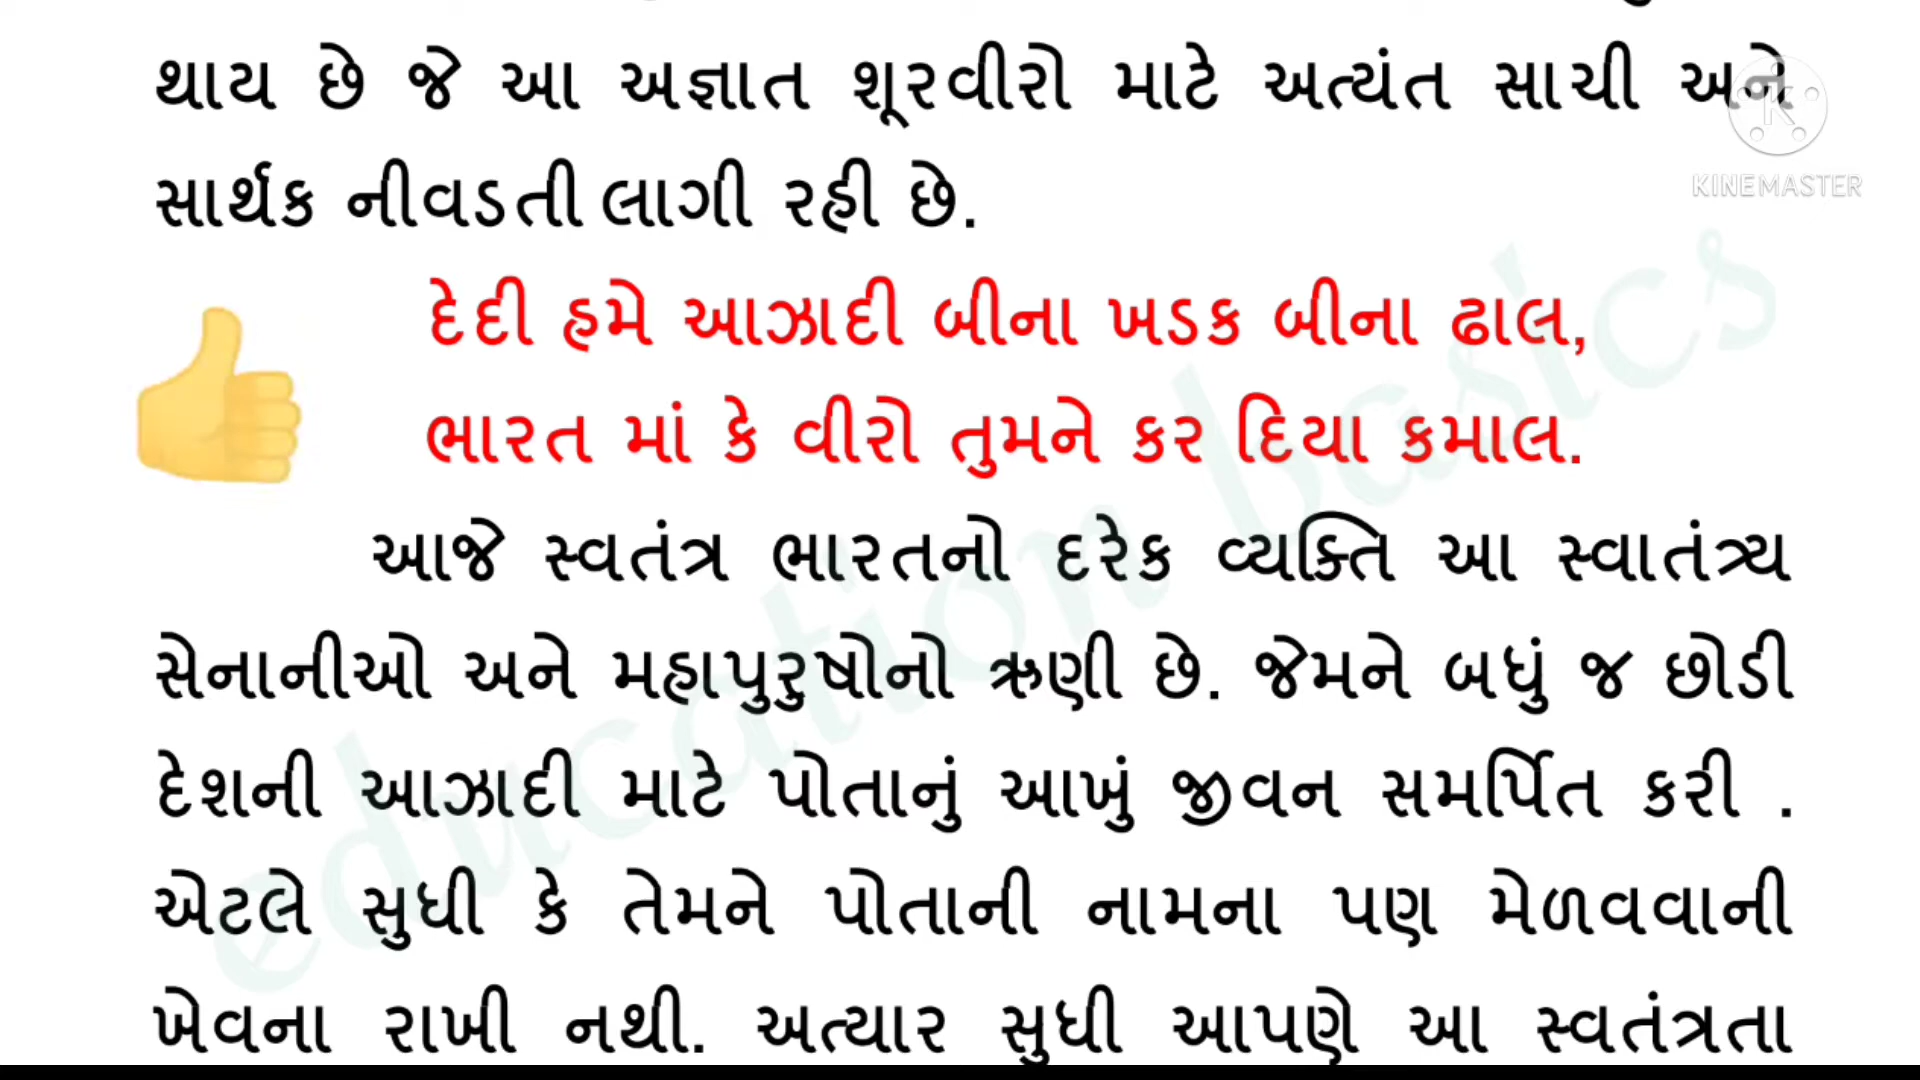 થાય છે જે આ અજ્ઞાત શૂરવીરો માટે અત્યંત સાચી અને
KINEMASTER
સાર્થક નીવડતી લાગી રહી છે.
દેદી હમે આઝાદી બીના ખડક બીના ઢાલ,
ભારત માં કે વીરો તુમને કર દિયા કમાલ.
આજે સ્વતંત્ર ભારતનો દરેક વ્યક્તિ આ સ્વાતંત્ર્ય
સેનાનીઓ અને મહાપુરુષોનો ઋણી છે. જેમને બધું જ છોડી
દેશની આઝાદી માટે પોતાનું આખું જીવન સમર્પિત કરી .
એટલે સુધી કે તેમને પોતાની નામના પણ મેળવવાની
ખેવના રાખી નથી. અત્યાર સુધી આપણે આ સ્વતંત્રતા
education basics